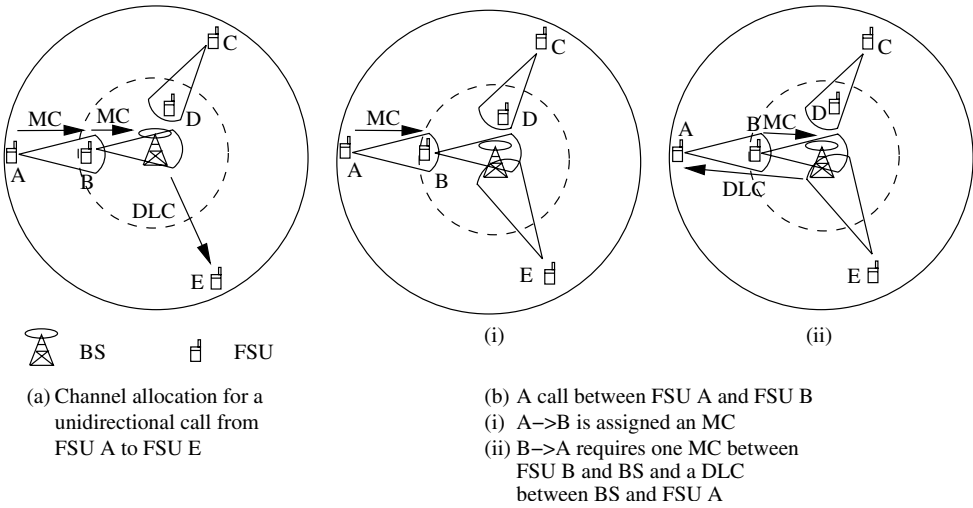 C
MC
MC
D
A
B
DLC
E
C
MC
D
A
B
E
(i)
C
D
A
B
MC
DLC
E
(ii)
BS
FSU
(a) Channel allocation for a
unidirectional call from
FSU A to FSU E
(b) A call between FSU A and FSU B
(i) A−>B is assigned an MC
(ii) B−>A requires one MC between
FSU B and BS and a DLC
between BS and FSU A